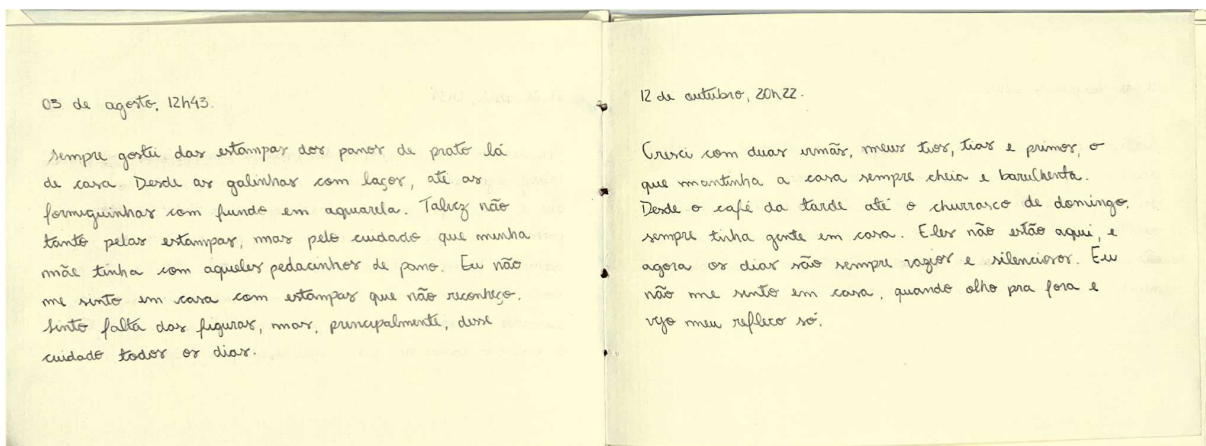 03 de agosto, 12h43.
Sempre gostei das estampas dos panos de prato lá
de casa. Desde as galinhas com laços, até as
formiguinhas com fundo em aquarela. Talvez não
tanto pelas estampas, mas pelo cuidado que minha
mãe tinha com aqueles pedacinhos de pano. Eu não
me sinto em casa com estampas que não reconheço.
Sinto falta das figuras, mas, principalmente, desse
cuidado todos os dias.
12 de outubro, 20h22.
Cresci com duas irmãs, meus tios, tias e primos, o
que mantinha a casa sempre cheia e barulhenta.
Desde o café da tarde até o churrasco de domingo,
sempre tinha gente em casa. Eles não estão aqui, e
agora os dias são sempre vazios e silenciosos. Eu
não me sinto em casa, quando olho pra fora e
vejo meu reflexo só.